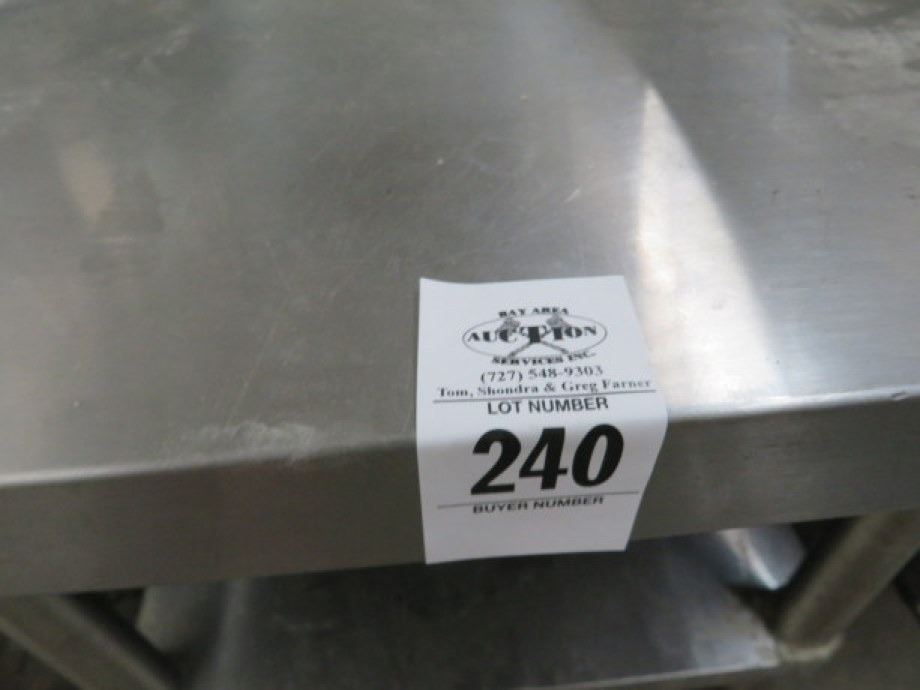 BAY AREA
AUCTION
SERVICES INC.
(727) 548-9303
Tom, Shondra & Greg Farner
LOT NUMBER
240
BUYER NUMBER